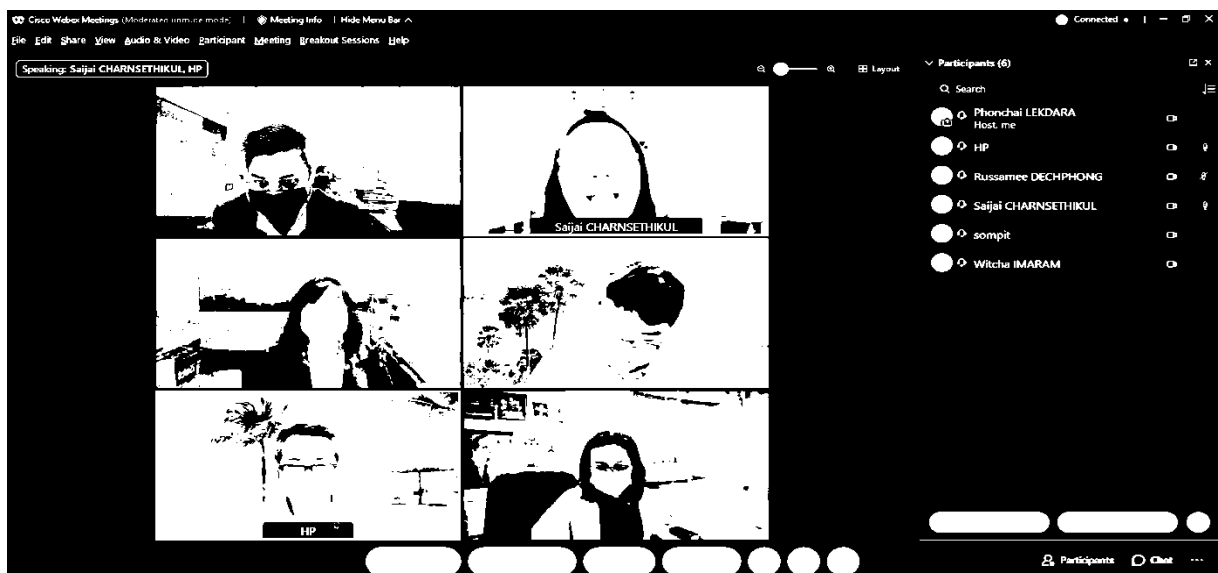 Cisco Webex Meetings (Moderated unmute mode) | Meeting Info | Hide Menu Bar
Connected
File Edit Share View Audio & Video Participant Meeting Breakout Sessions Help
Speaking: Saijai CHARNSETHIKUL, HP
Layout
Saijai CHARNSETHIKUL
HP
Participants (6)
Search
Phonchai LEKDARA
Host, me
HP
Russamee DECHPHONG
Saijai CHARNSETHIKUL
sompit
Witcha IMARAM
Participants Chat ...